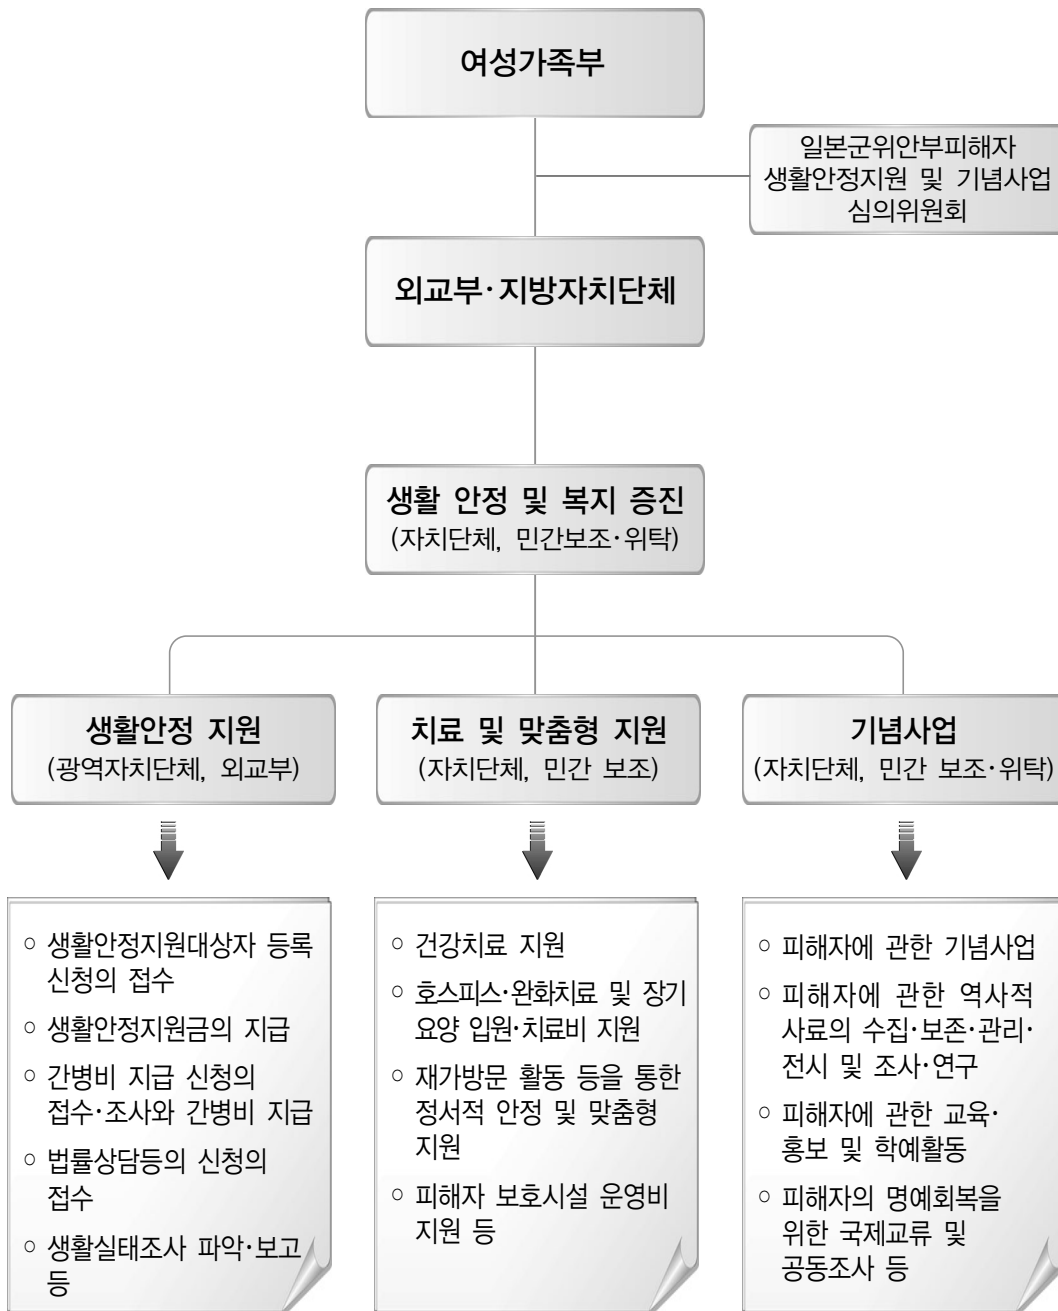 여성가족부
일본군위안부피해자
생활안정지원 및 기념사업
심의위원회
외교부·지방자치단체
생활 안정 및 복지 증진
(자치단체, 민간보조·위탁)
생활안정 지원
(광역자치단체, 외교부)
치료 및 맞춤형 지원
(자치단체, 민간 보조)
기념사업
(자치단체, 민간 보조·위탁)
○ 생활안정지원대상자 등록
신청의 접수
○ 생활안정지원금의 지급
○ 간병비 지급 신청의
접수·조사와 간병비 지급
○ 법률상담등의 신청의
접수
○ 생활실태조사 파악·보고
등
○ 건강치료 지원
○ 호스피스·완화치료 및 장기
요양 입원·치료비 지원
○ 재가방문 활동 등을 통한
정서적 안정 및 맞춤형
지원
○ 피해자 보호시설 운영비
지원 등
○ 피해자에 관한 기념사업
○ 피해자에 관한 역사적
사료의 수집·보존·관리·
전시 및 조사·연구
○ 피해자에 관한 교육·
홍보 및 학예활동
○ 피해자의 명예회복을
위한 국제교류 및
공동조사 등